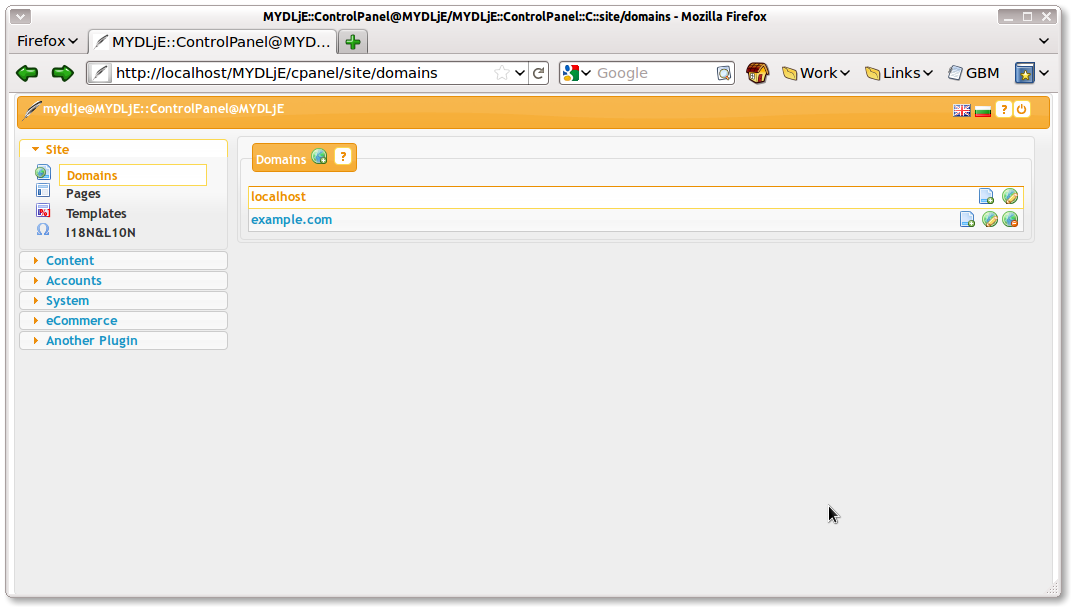 MYDLjE::ControlPanel@MYDLjE/MYDLjE::ControlPanel::C::site/domains - Mozilla Firefox
Firefox MYDLjE::ControlPanel@MYD...
http://localhost/MYDLjE/cpanel/site/domains Google Work Links GBM
mydlje@MYDLjE::ControlPanel@MYDLjE ?
Site
Domains
Pages
Templates
Ω I18N&L10N
Content
Accounts
System
eCommerce
Another Plugin
Domains ?
localhost
example.com